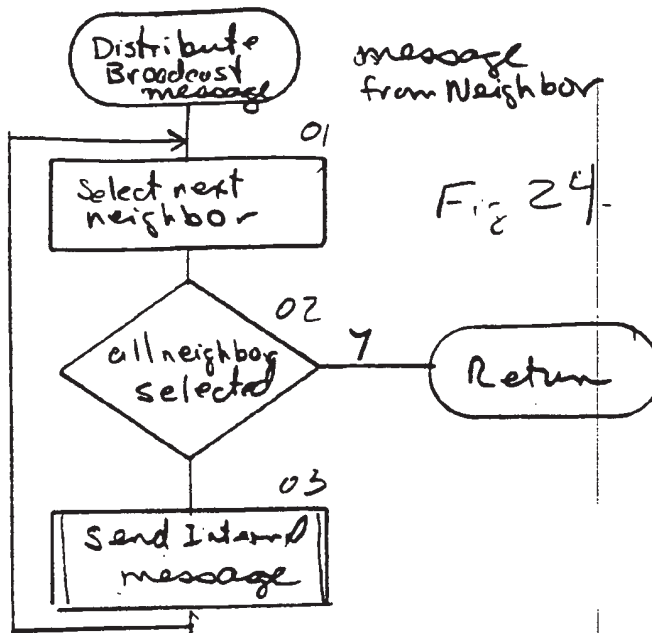 Distribute
Broadcast
message
message
from Neighbor
01
Select next
neighbor
Fig 24.
02
all neighbors
selected
Y
Return
03
Send Internal
message